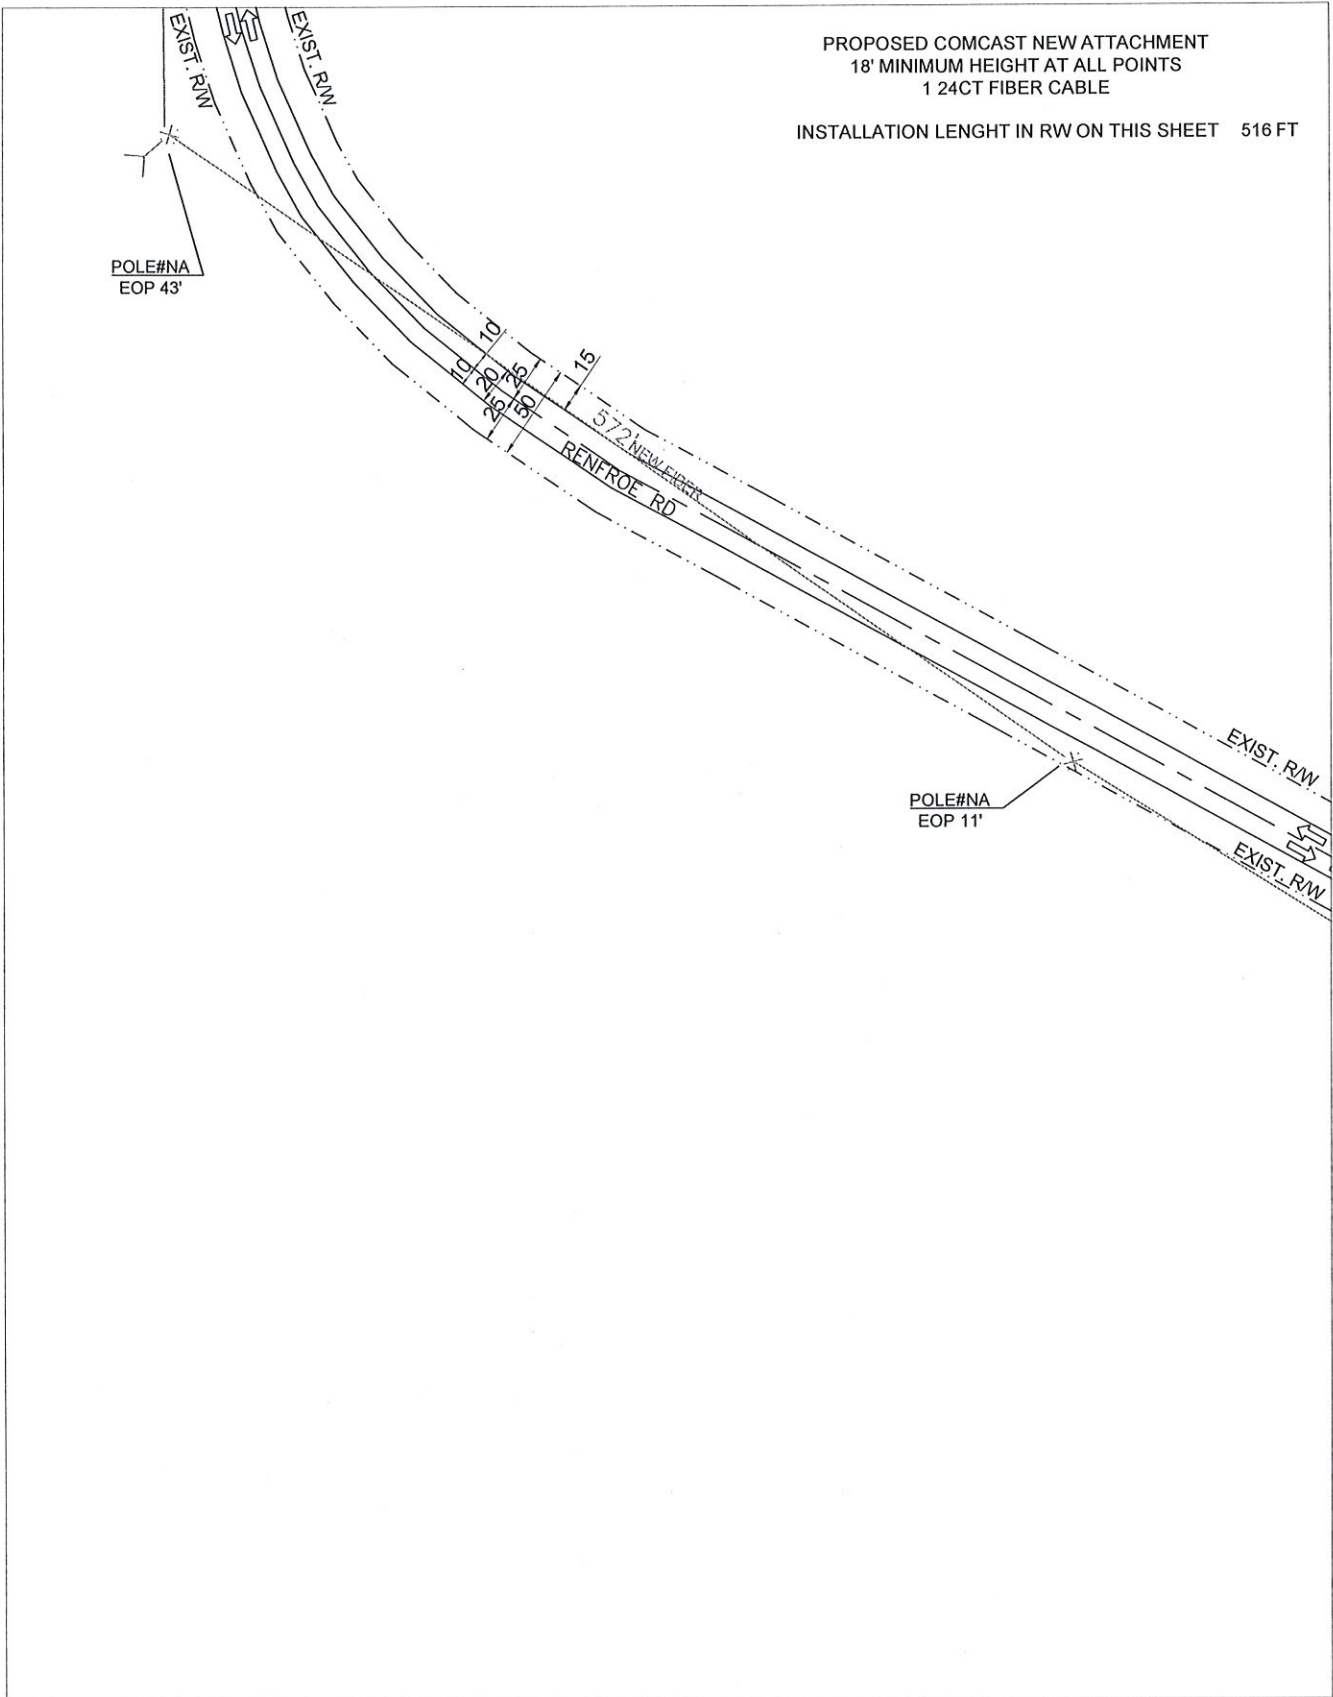 EXIST. R/W
EXIST. R/W
PROPOSED COMCAST NEW ATTACHMENT
18' MINIMUM HEIGHT AT ALL POINTS
1 24CT FIBER CABLE
INSTALLATION LENGHT IN RW ON THIS SHEET 516 FT
POLE#NA
EOP 43'
10
10
20
25
25
50
15
572' NEW FIBER
RENFROE RD
EXIST. R/W
POLE#NA
EOP 11'
EXIST. R/W